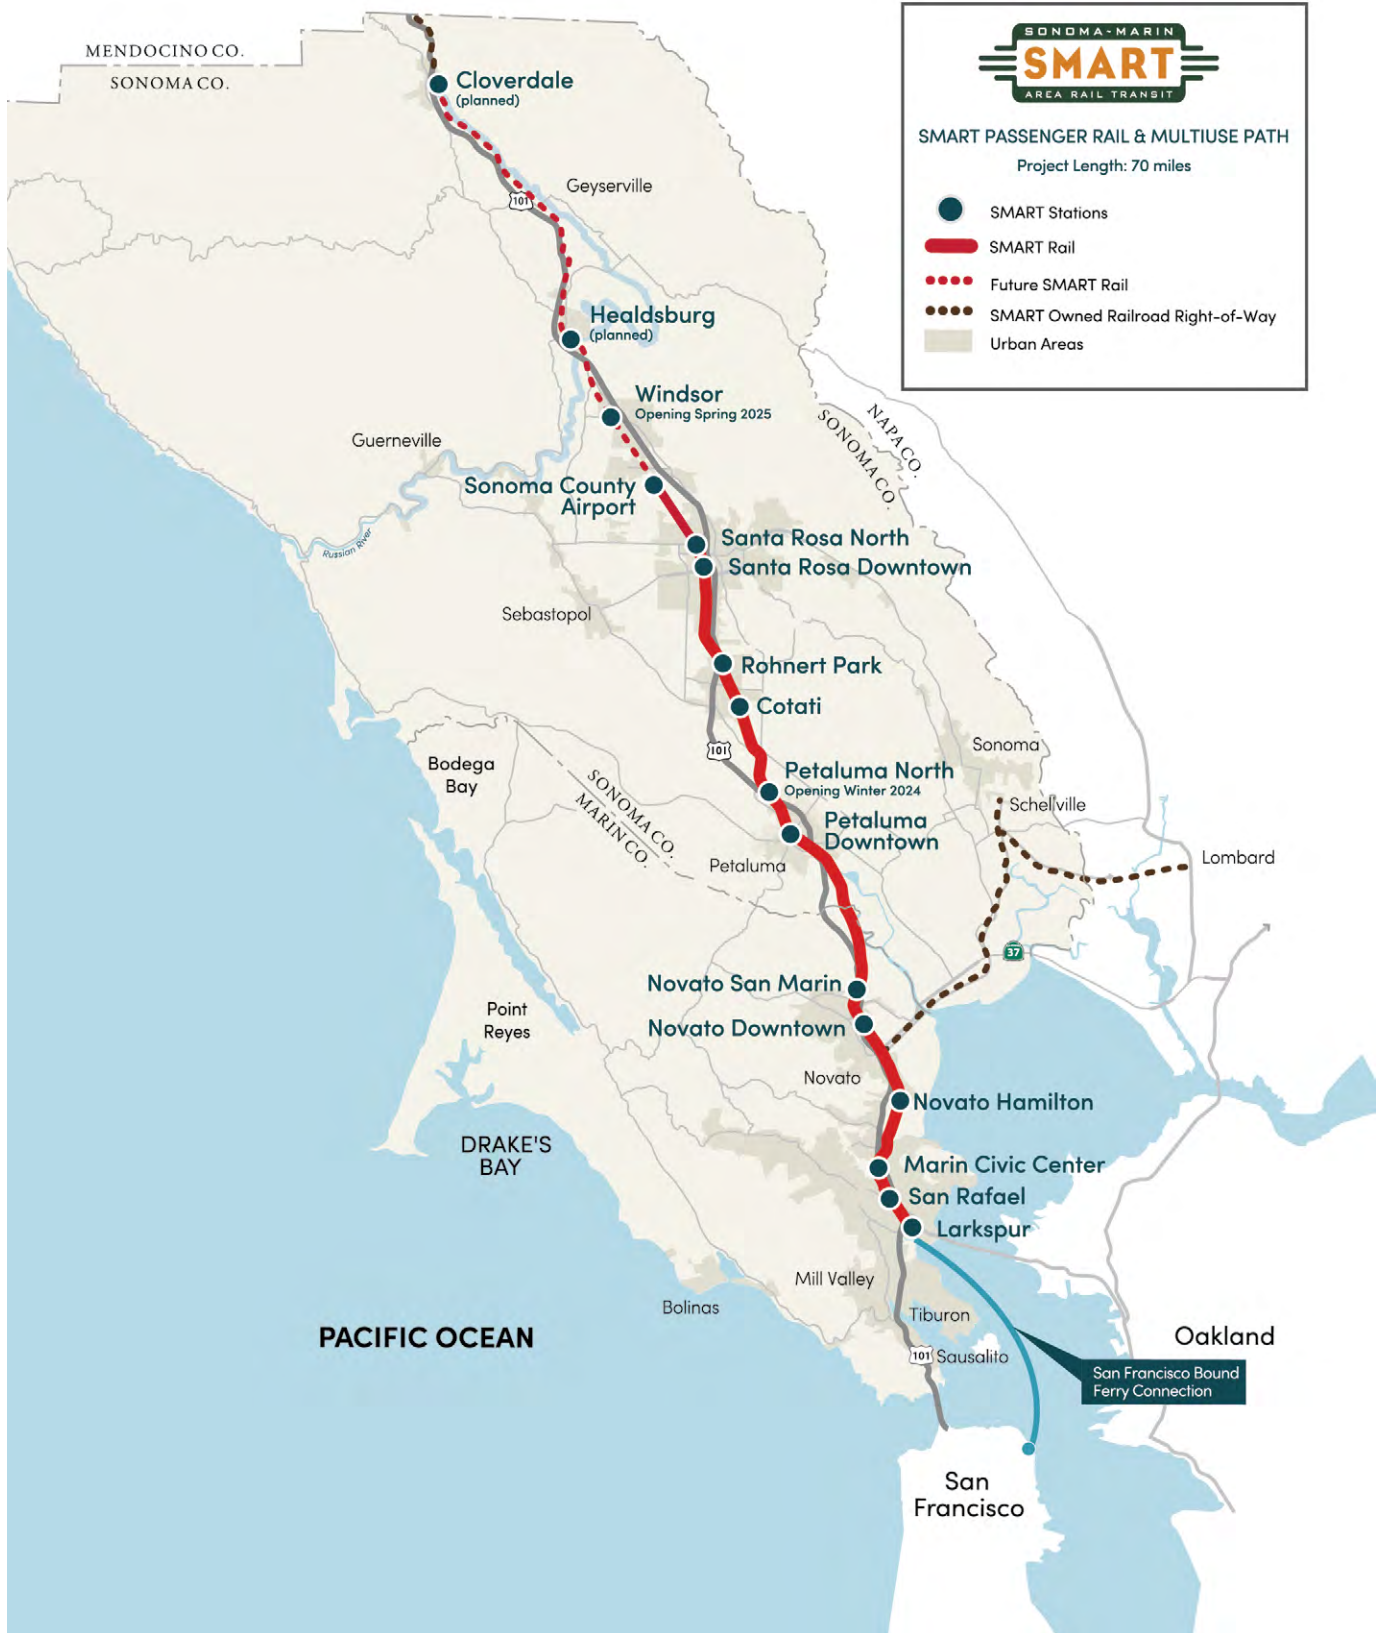 SONOMA-MARIN
SMART
AREA RAIL TRANSIT
SMART PASSENGER RAIL & MULTIUSE PATH
Project Length: 70 miles
SMART Stations
SMART Rail
Future SMART Rail
SMART Owned Railroad Right-of-Way
Urban Areas
MENDOCINO CO.
SONOMA CO.
Cloverdale
(planned)
Geyserville
101
Healdsburg
(planned)
Windsor
Opening Spring 2025
NAPA CO.
SONOMA CO.
Guerneville
Sonoma County
Airport
Russian River
Santa Rosa North
Santa Rosa Downtown
Sebastopol
Rohnert Park
Cotati
101
Sonoma
Bodega
Bay
SONOMA CO.
MARIN CO.
Petaluma North
Opening Winter 2024
Schellville
Petaluma
Downtown
Petaluma
Lombard
37
Novato San Marin
Point
Reyes
Novato Downtown
Novato
Novato Hamilton
DRAKE'S
BAY
Marin Civic Center
San Rafael
Larkspur
Mill Valley
Bolinas
Tiburon
PACIFIC OCEAN
Oakland
101
Sausalito
San Francisco Bound
Ferry Connection
San
Francisco